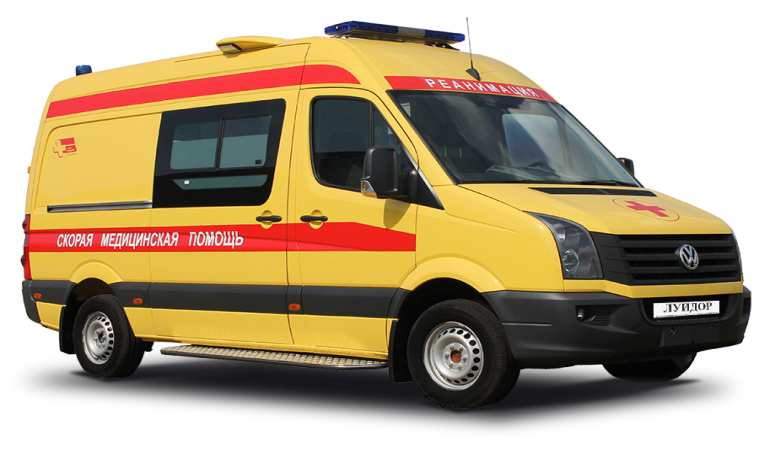 РЕАНИМАЦИЯ
СКОРАЯ МЕДИЦИНСКАЯ ПОМОЩЬ
ЛУИДОР